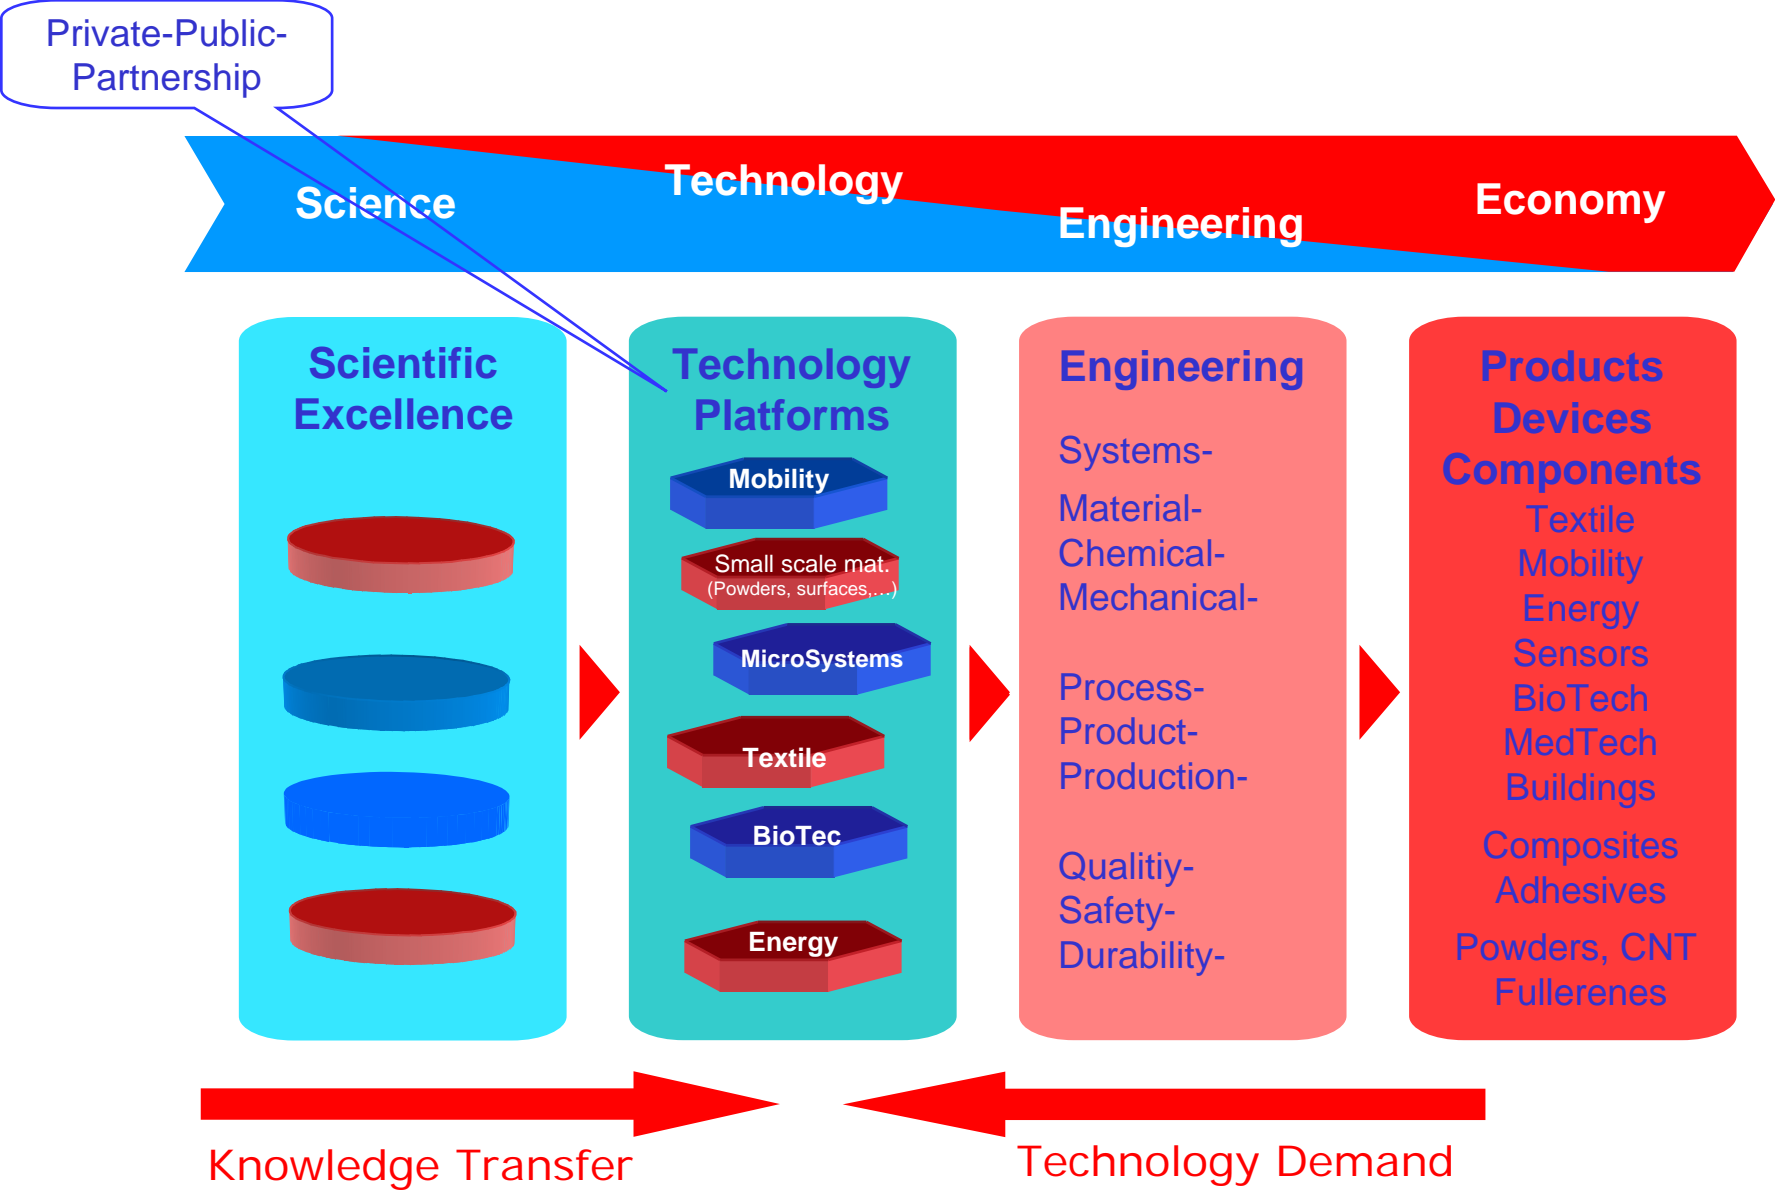 Private-Public-
Partnership
Science
Technology
Engineering
Economy
Scientific
Excellence
Technology
Platforms
Mobility
Small scale mat.
(Powders, surfaces,...)
MicroSystems
Textile
BioTec
Energy
Engineering
Systems-
Material-
Chemical-
Mechanical-
Process-
Product-
Production-
Qualitiy-
Safety-
Durability-
Products
Devices
Components
Textile
Mobility
Energy
Sensors
BioTech
MedTech
Buildings
Composites
Adhesives
Powders, CNT
Fullerenes
Knowledge Transfer
Technology Demand